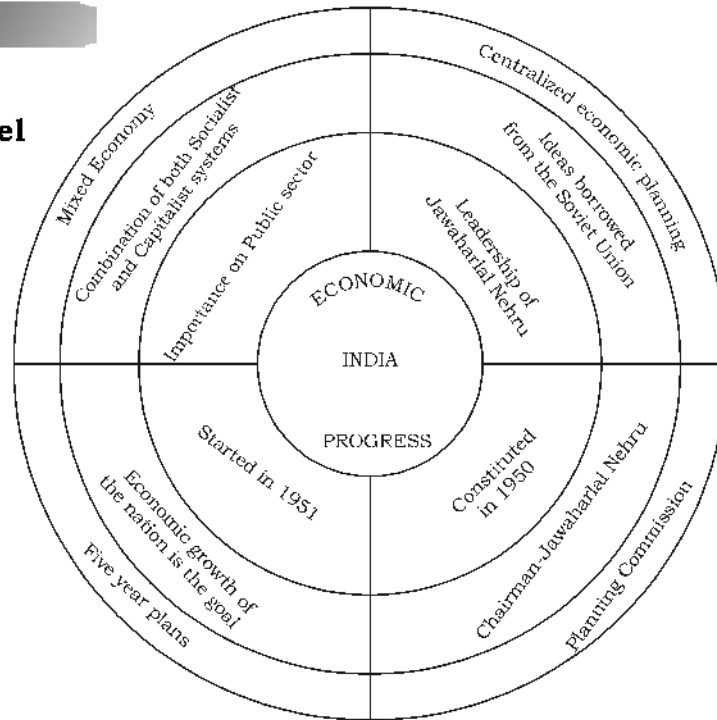 el
Mixed Economy
Combination of both Socialist
and Capitalist systems
Importance on Public sector
Centralized economic planning
Ideas borrowed
from the Soviet Union
Leadership of
Jawaharlal Nehru
ECONOMIC
INDIA
PROGRESS
Started in 1951
Economic growth of
the nation is the goal
Five year plans
Constituted
in 1950
Chairman-Jawaharlal Nehru
Planning Commission